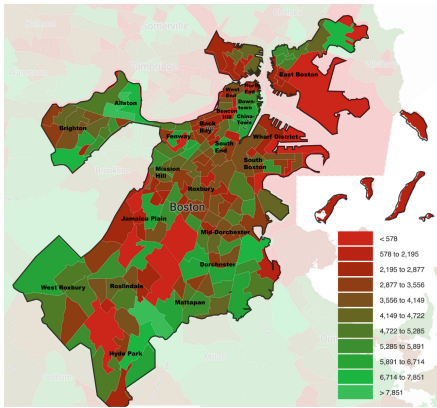 East Boston
North
End
West
End
Down-
town
Beacon
Hill
China-
Town
Allston
Brighton
Back
Bay
Fenway
Wharf District
South
End
South
Boston
Mission
Hill
Roxbury
Boston
Jamaica Plain
Mid-Dorchester
Dorchester
West Roxbury
Roslindale
Mattapan
Hyde Park
< 578
578 to 2,195
2,195 to 2,877
2,877 to 3,556
3,556 to 4,149
4,149 to 4,722
4,722 to 5,285
5,285 to 5,891
5,891 to 6,714
6,714 to 7,851
> 7,851